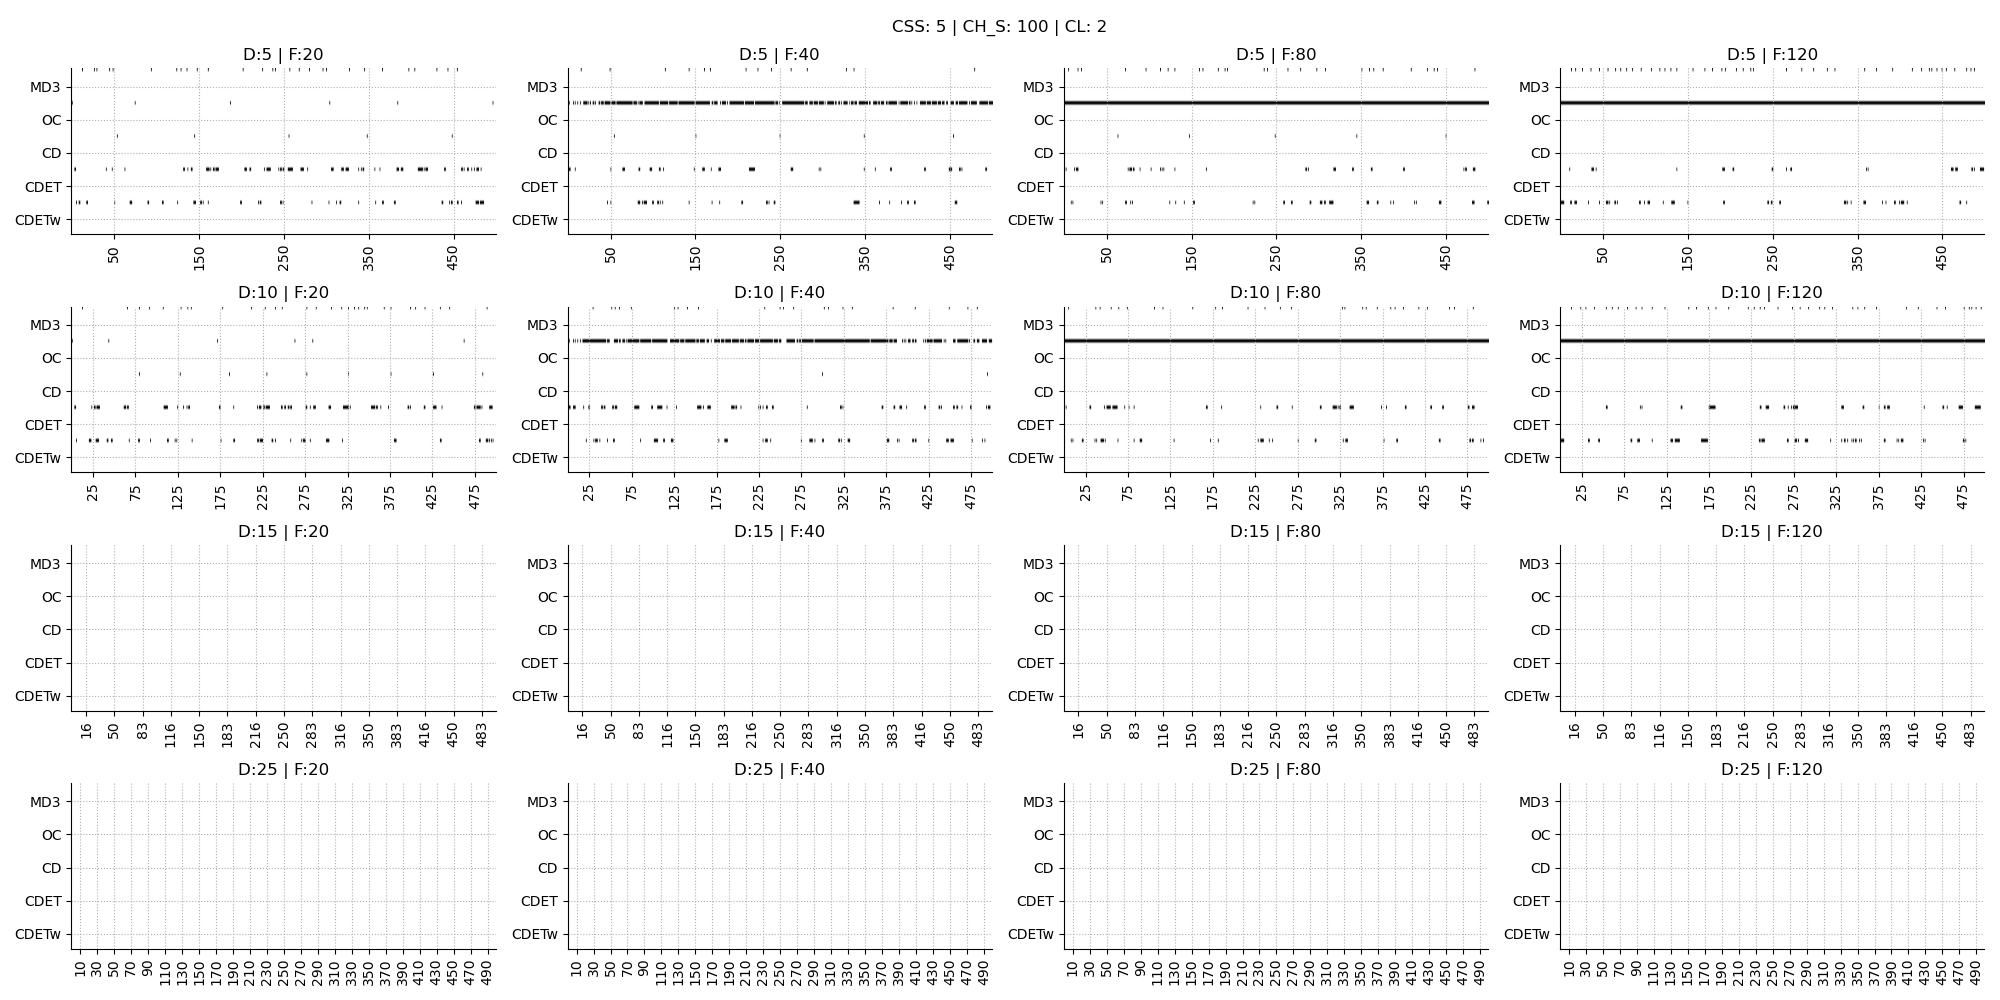 CSS: 5 | CH_S: 100 | CL: 2
D:5 | F:20 D:5 | F:40 D:5 | F:80 D:5 | F:120
MD3 MD3 MD3 MD3
OC OC OC OC
CD CD CD CD
CDET CDET CDET CDET
CDETw CDETw CDETw CDETw
50 150 250 350 450 50 150 250 350 450 50 150 250 350 450 50 150 250 350 450
D:10 | F:20 D:10 | F:40 D:10 | F:80 D:10 | F:120
MD3 MD3 MD3 MD3
OC OC OC OC
CD CD CD CD
CDET CDET CDET CDET
CDETw CDETw CDETw CDETw
25 75 125 175 225 275 325 375 425 475 25 75 125 175 225 275 325 375 425 475 25 75 125 175 225 275 325 375 425 475 25 75 125 175 225 275 325 375 425 475
D:15 | F:20 D:15 | F:40 D:15 | F:80 D:15 | F:120
MD3 MD3 MD3 MD3
OC OC OC OC
CD CD CD CD
CDET CDET CDET CDET
CDETw CDETw CDETw CDETw
16 50 83 116 150 183 216 250 283 316 350 383 416 450 483 16 50 83 116 150 183 216 250 283 316 350 383 416 450 483 16 50 83 116 150 183 216 250 283 316 350 383 416 450 483 16 50 83 116 150 183 216 250 283 316 350 383 416 450 483
D:25 | F:20 D:25 | F:40 D:25 | F:80 D:25 | F:120
MD3 MD3 MD3 MD3
OC OC OC OC
CD CD CD CD
CDET CDET CDET CDET
CDETw CDETw CDETw CDETw
10 30 50 70 90 110 130 150 170 190 210 230 250 270 290 310 330 350 370 390 410 430 450 470 490 10 30 50 70 90 110 130 150 170 190 210 230 250 270 290 310 330 350 370 390 410 430 450 470 490 10 30 50 70 90 110 130 150 170 190 210 230 250 270 290 310 330 350 370 390 410 430 450 470 490 10 30 50 70 90 110 130 150 170 190 210 230 250 270 290 310 330 350 370 390 410 430 450 470 490